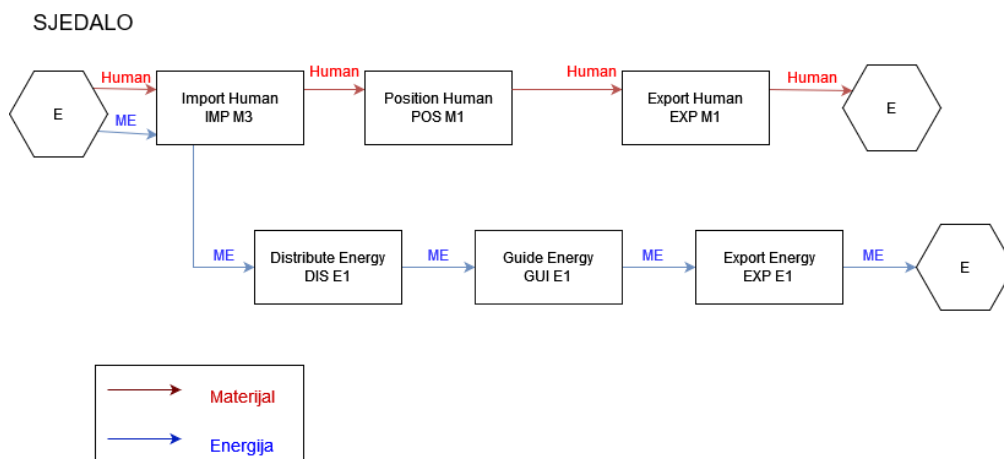 SJEDALO
Human
Human
Human
Human
E
Import Human
IMP M3
Position Human
POS M1
Export Human
EXP M1
E
ME
ME
ME
ME
ME
Distribute Energy
DIS E1
Guide Energy
GUI E1
Export Energy
EXP E1
E
Materijal
Energija